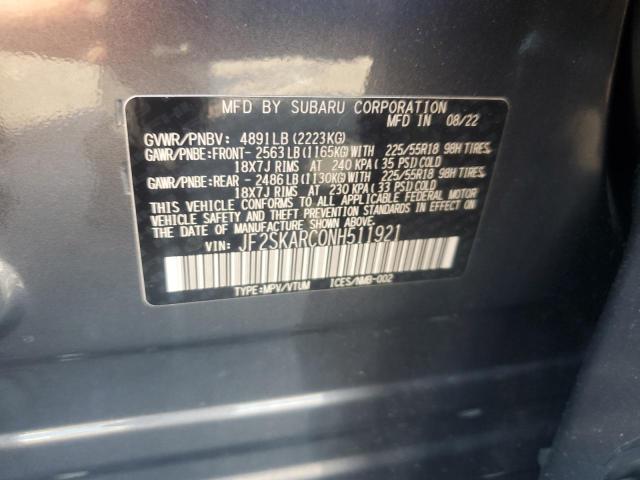 MFD BY SUBARU CORPORATION
MFD IN 08/22
GVWR/PNBV: 4891LB(2223KG)
GAWR/PNBE:FRONT-2563LB(1165KG)WITH 225/55R18 98H TIRES,
18X7J RIMS AT 240 KPA(35 PSI)COLD
GAWR/PNBE:REAR -2486LB(1130KG)WITH 225/55R18 98H TIRES,
18X7J RIMS AT 230 KPA(33 PSI)COLD
THIS VEHICLE CONFORMS TO ALL APPLICABLE FEDERAL MOTOR
VEHICLE SAFETY AND THEFT PREVENTION STANDARDS IN EFFECT ON
THE DATE OF MANUFACTURE SHOWN ABOVE.
VIN: JF2SKARC0NH511921
TYPE:MPV/VTUM ICES/NMB-002